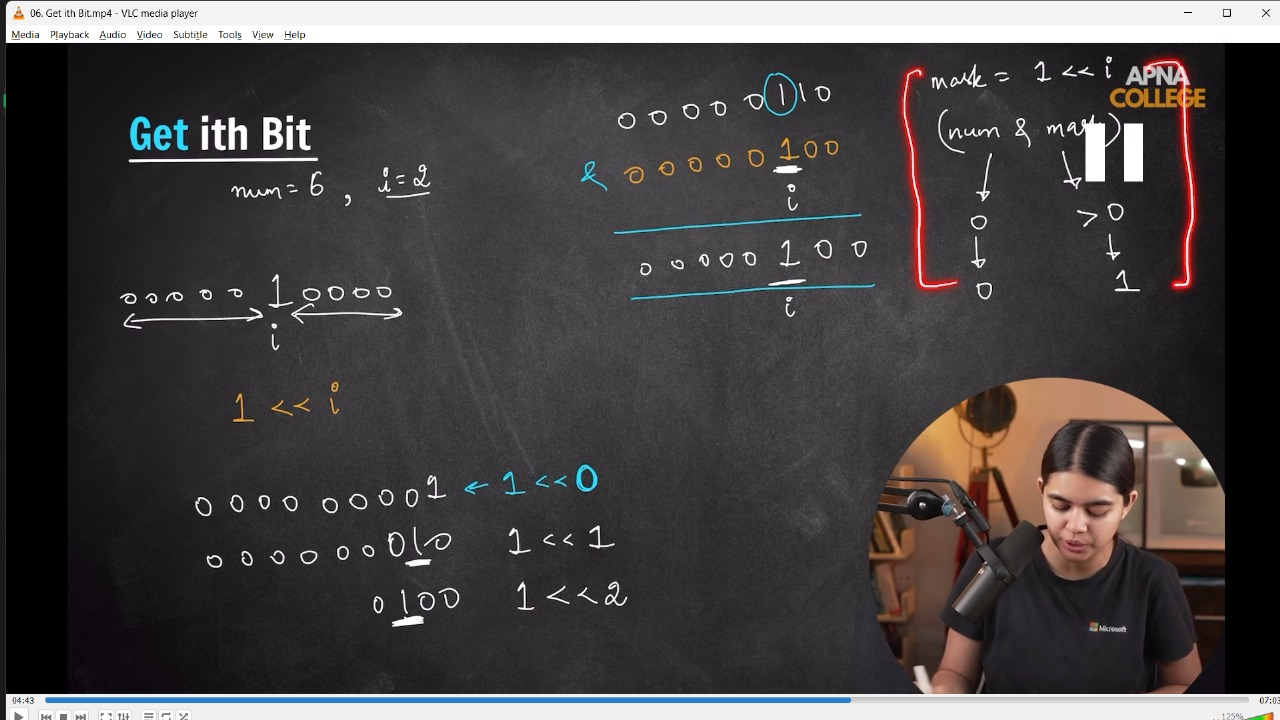 06. Get ith Bit.mp4 - VLC media player
Media Playback Audio Video Subtitle Tools View Help
Get ith Bit
num = 6 , i = 2
0 0 0 0 0 1 0 0 0 0
i
1 << i
0 0 0 0 0 0 0 0 1 ← 1 << 0
0 0 0 0 0 0 0 1 0 1 << 1
0 1 0 0 1 << 2
0 0 0 0 0 1 1 0
& 0 0 0 0 0 1 0 0
i
0 0 0 0 0 1 0 0
i
mask = 1 << i
(num & mask)
0 > 0
0 1
APNA
COLLEGE
Microsoft
04:43
07:03
125%